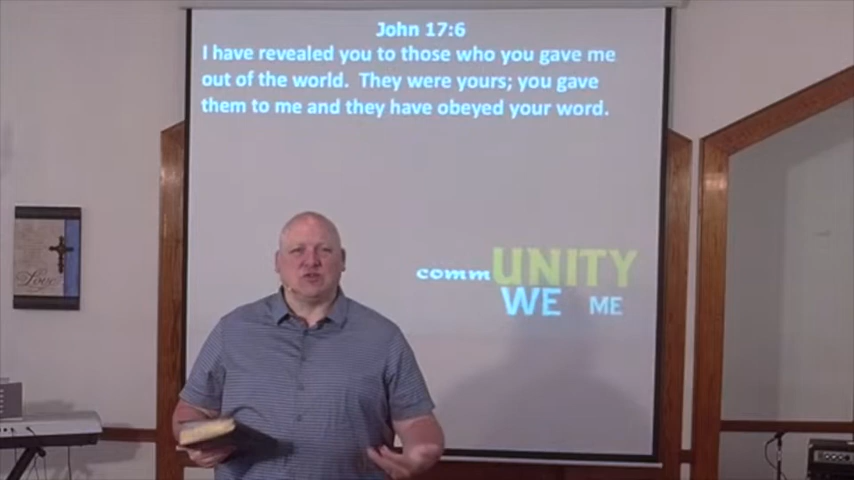 John 17:6
I have revealed you to those who you gave me
out of the world. They were yours; you gave
them to me and they have obeyed your word.
commUNITY
WE ME
Love